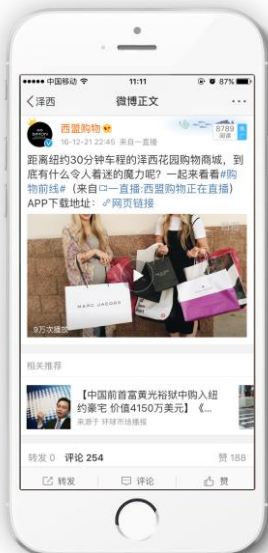 中国移动 11:11 87%
泽西 微博正文
西盟购物
8789
阅读
16-12-21 22:45 来自一直播
距离纽约30分钟车程的泽西花园购物商城，到
底有什么令人着迷的魔力呢？一起来看看#购
物前线#（来自一直播:西盟购物正在直播）
APP下载地址： 网页链接
MARC JACOBS
9万次播放
相关推荐
【中国前首富黄光裕狱中购入纽
约豪宅 价值4150万美元】《...
来源于 环球市场播报
转发 0 评论 254 赞 188
转发 评论 赞